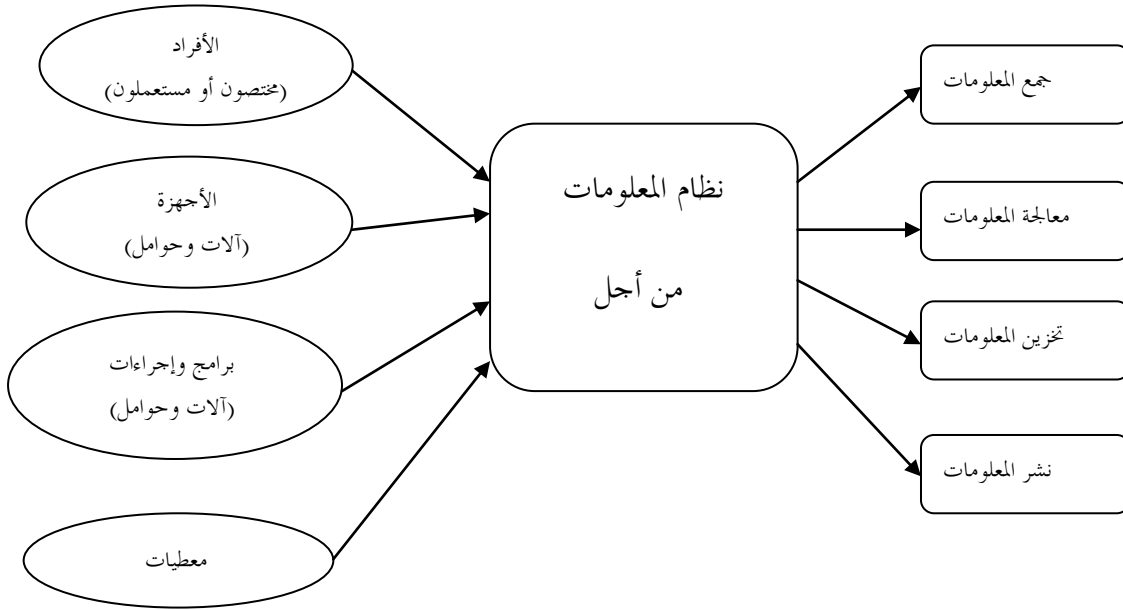 الأفراد
(مختصون أو مستعملون)
الأجهزة
(آلات وحوامل)
برامج وإجراءات
(آلات وحوامل)
معطيات
نظام المعلومات
من أجل
جمع المعلومات
معالجة المعلومات
تخزين المعلومات
نشر المعلومات